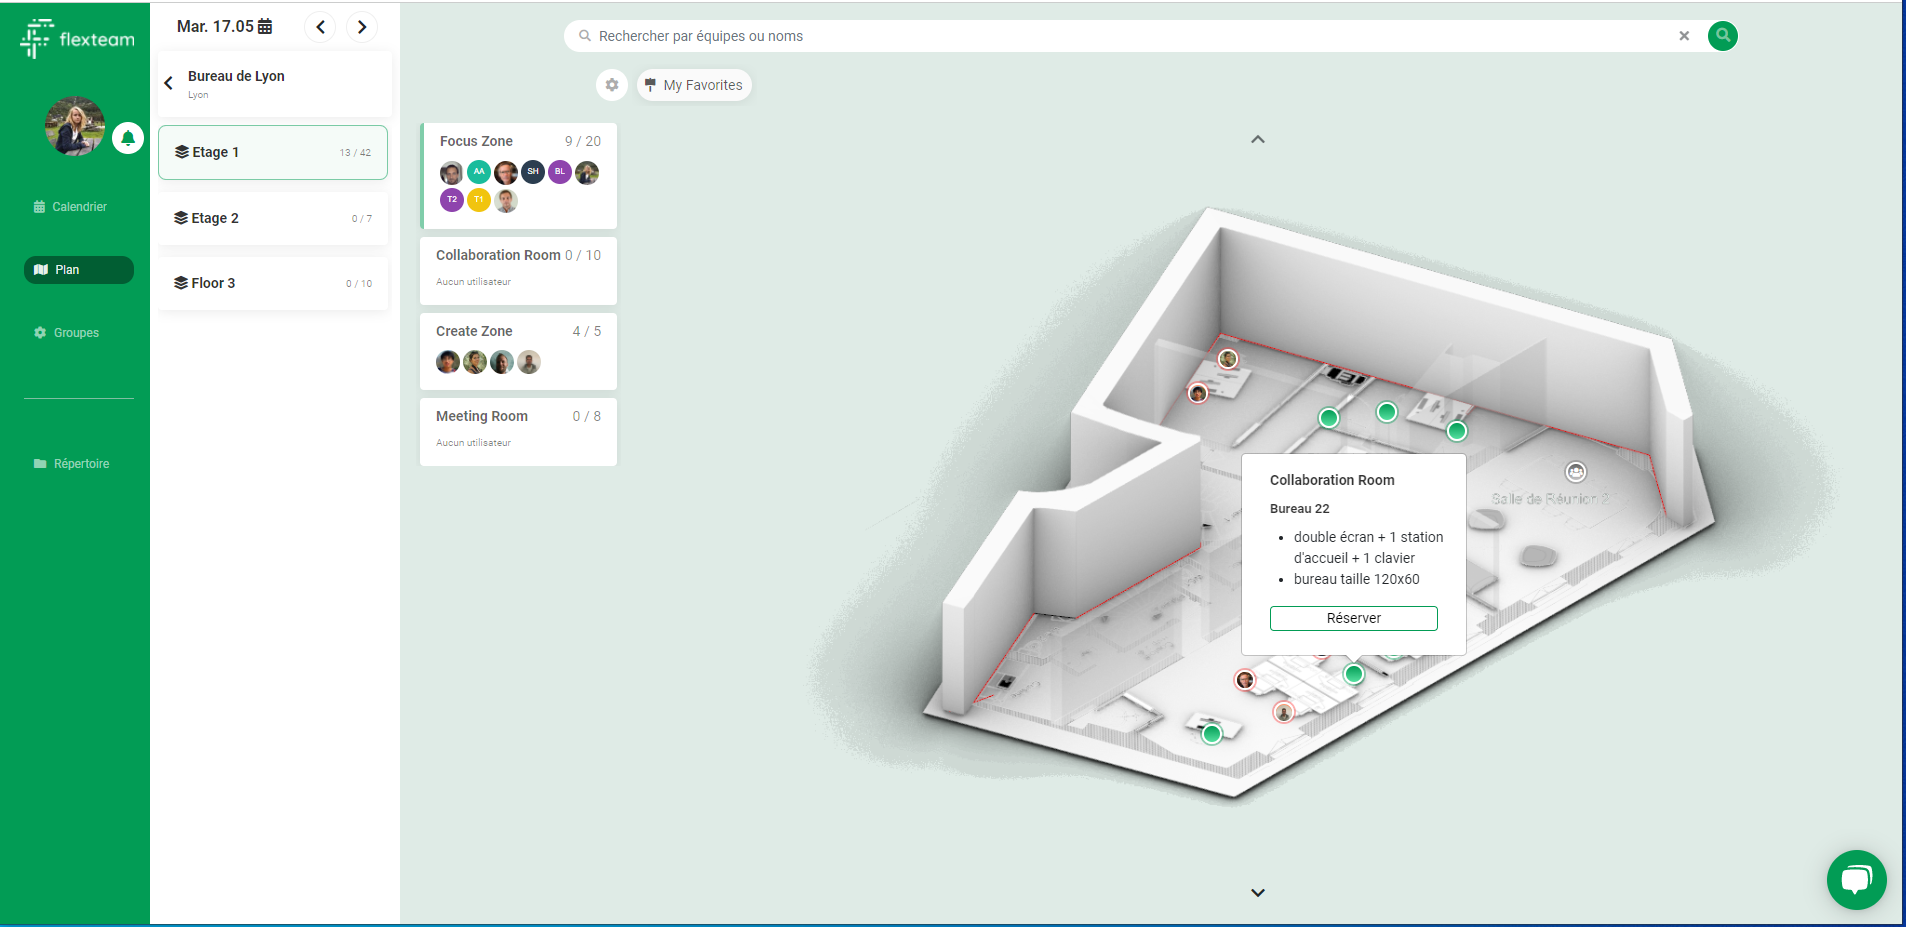 flexteam
Calendrier
Plan
Groupes
Répertoire
Mar. 17.05
Bureau de Lyon
Lyon
Etage 1 13 / 42
Etage 2 0 / 7
Floor 3 0 / 10
Rechercher par équipes ou noms
My Favorites
Focus Zone 9 / 20
AA SH BL
T2 T1
Collaboration Room 0 / 10
Aucun utilisateur
Create Zone 4 / 5
Meeting Room 0 / 8
Aucun utilisateur
Salle de Réunion 2
Collaboration Room
Bureau 22
double écran + 1 station
d'accueil + 1 clavier
bureau taille 120x60
Réserver